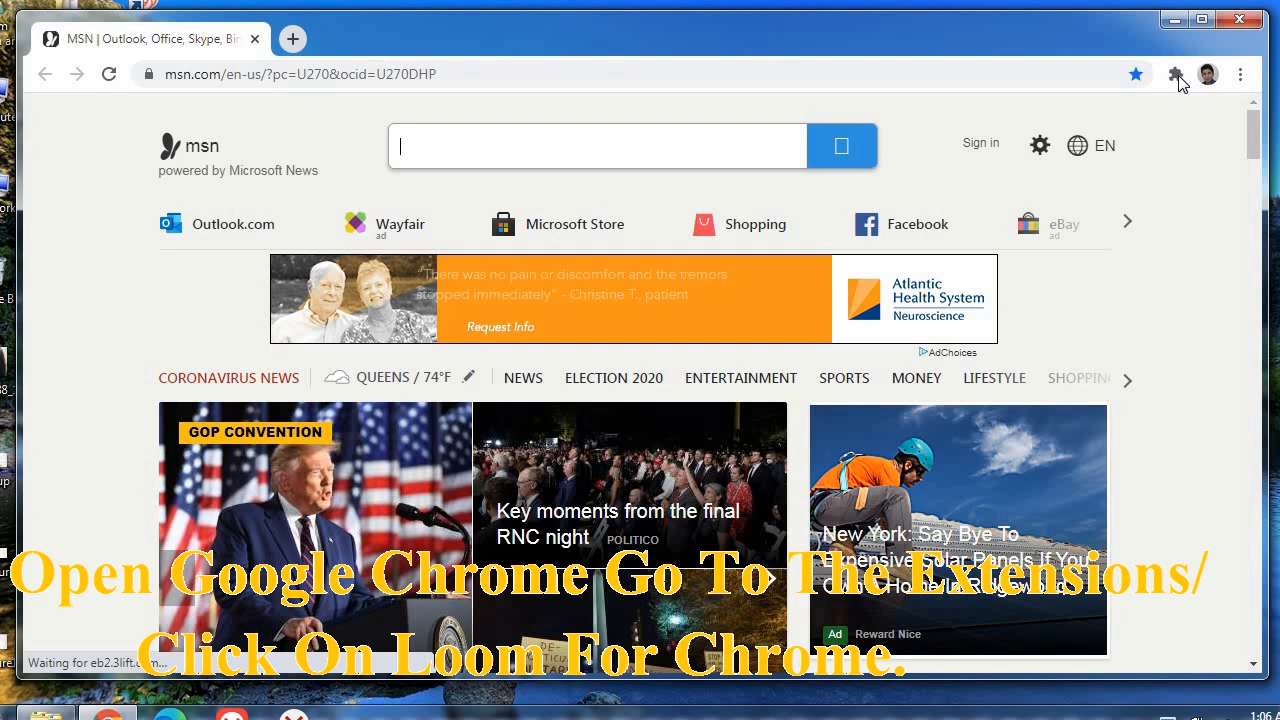 MSN | Outlook, Office, Skype, Bin
msn.com/en-us/?pc=U270&ocid=U270DHP
msn
powered by Microsoft News
Sign in
EN
Outlook.com
Wayfair
ad
Microsoft Store
Shopping
Facebook
eBay
ad
"There was no pain or discomfort and the tremors
stopped immediately" - Christine T., patient
Request Info
Atlantic
Health System
Neuroscience
AdChoices
CORONAVIRUS NEWS
QUEENS / 74°F
NEWS ELECTION 2020 ENTERTAINMENT SPORTS MONEY LIFESTYLE SHOPPING
GOP CONVENTION
Key moments from the final
RNC night POLITICO
New York: Say Bye To
Expensive Solar Panels If You
Ad Reward Nice
Open Google Chrome Go To The Extensions/
Click On Loom For Chrome.
Waiting for eb2.3lift.com...
1:06